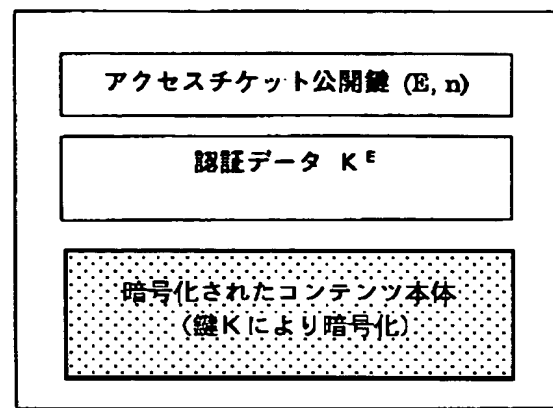 アクセスチケット公開鍵 (E, n)
認証データ K^E
暗号化されたコンテンツ本体
(鍵Kにより暗号化)